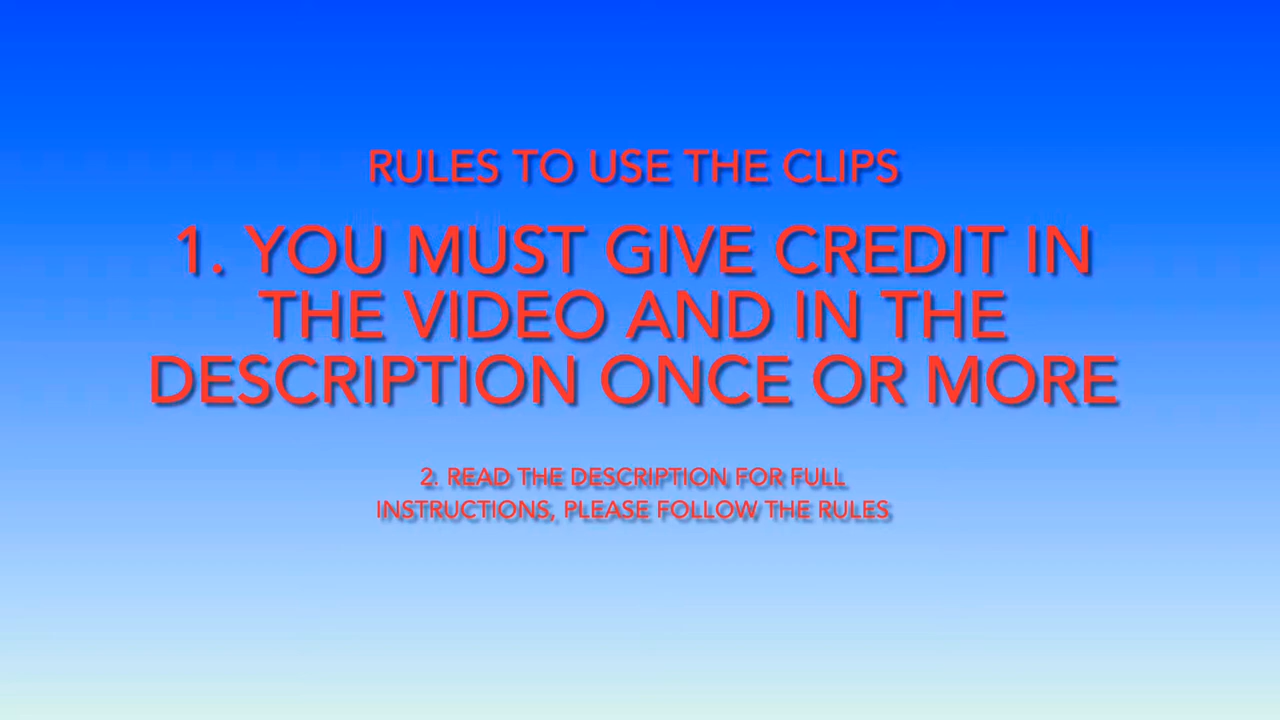 RULES TO USE THE CLIPS
1. YOU MUST GIVE CREDIT IN
THE VIDEO AND IN THE
DESCRIPTION ONCE OR MORE
2. READ THE DESCRIPTION FOR FULL
INSTRUCTIONS, PLEASE FOLLOW THE RULES